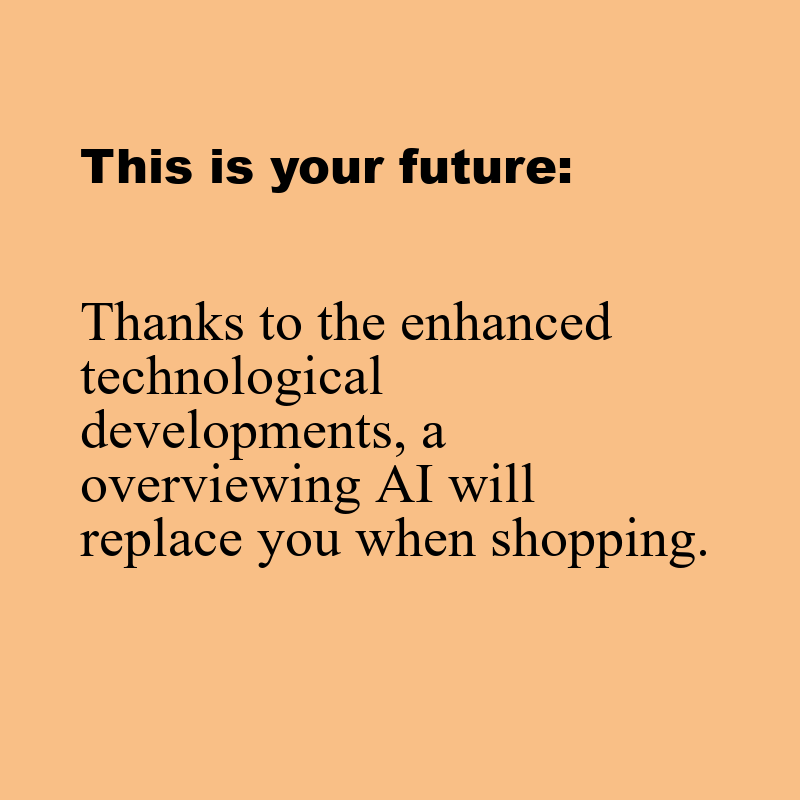 This is your future:
Thanks to the enhanced
technological
developments, a
overviewing AI will
replace you when shopping.